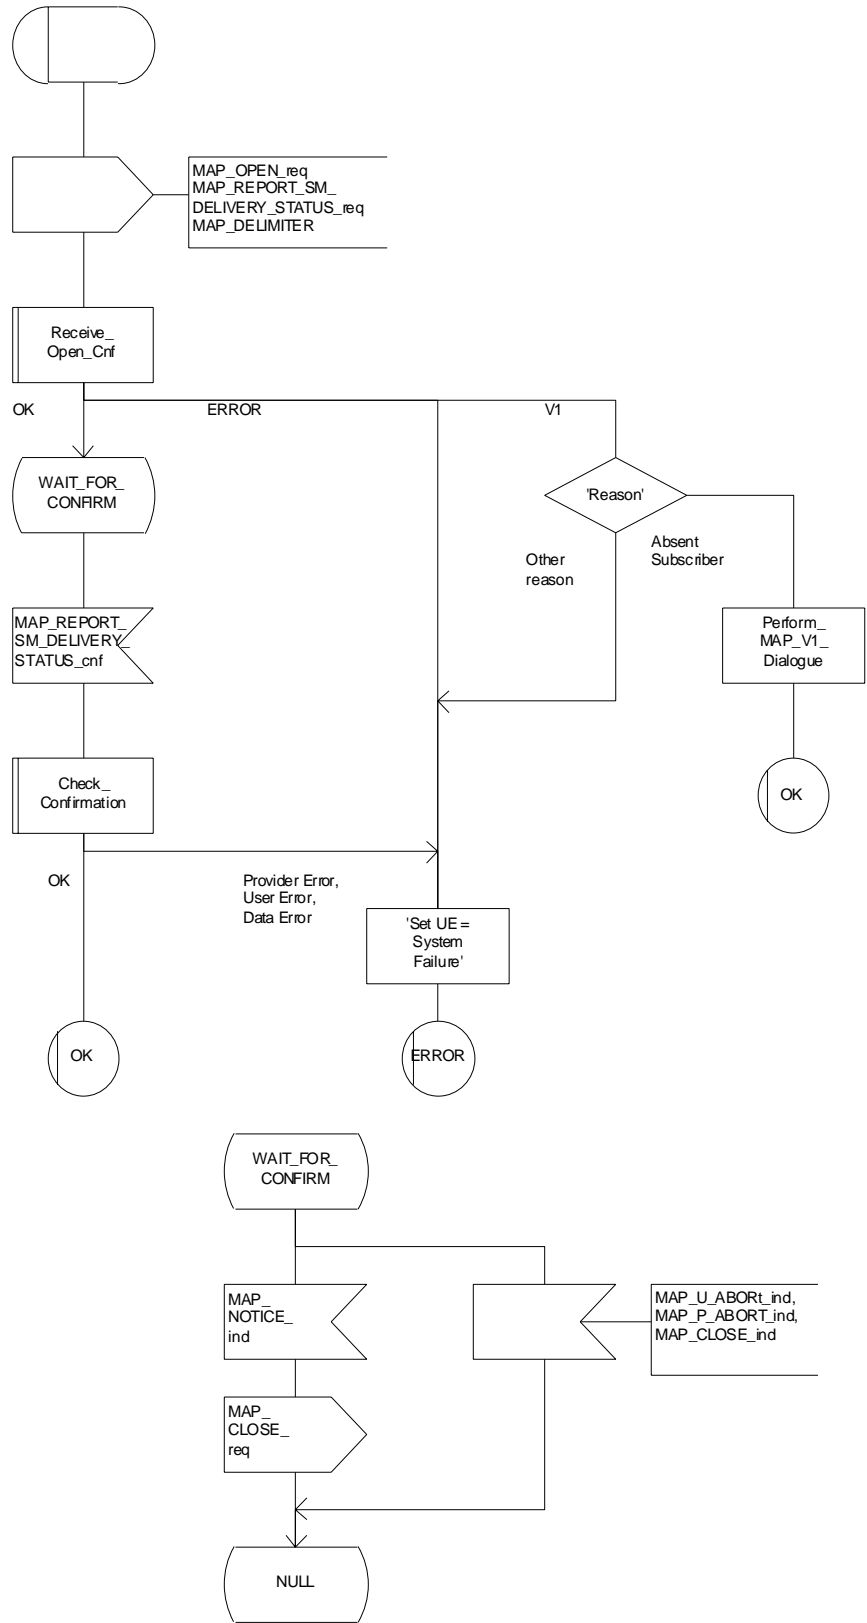 MAP_OPEN_req
MAP_REPORT_SM_
DELIVERY_STATUS_req
MAP_DELIMITER
Receive_
Open_Cnf
OK
ERROR
V1
WAIT_FOR_
CONFIRM
'Reason'
Other
reason
Absent
Subscriber
MAP_REPORT_
SM_DELIVERY_
STATUS_cnf
Perform_
MAP_V1_
Dialogue
Check_
Confirmation
OK
OK
Provider Error,
User Error,
Data Error
'Set UE =
System
Failure'
OK
ERROR
WAIT_FOR_
CONFIRM
MAP_
NOTICE_
ind
MAP_U_ABORt_ind,
MAP_P_ABORT_ind,
MAP_CLOSE_ind
MAP_
CLOSE_
req
NULL